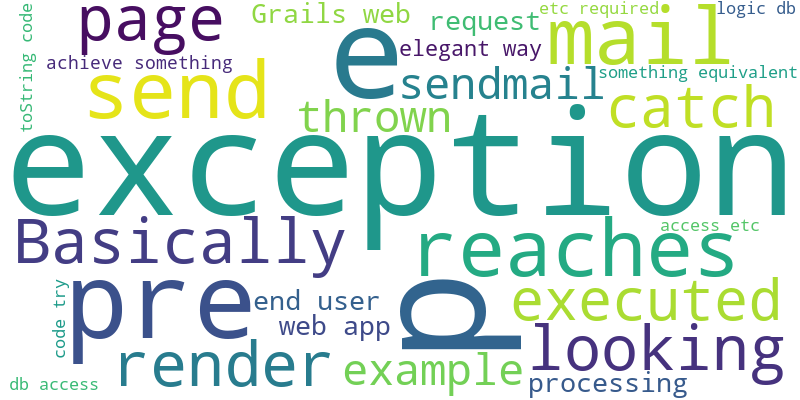 toString code
page
Grails web
e
request
etc required
mail
logic db
achieve something
elegant way
send
sendmail
something equivalent
thrown
catch
exception
Basically
reaches
access etc
code try
pre
end user
p
executed
web app
render
example
looking
db access
processing